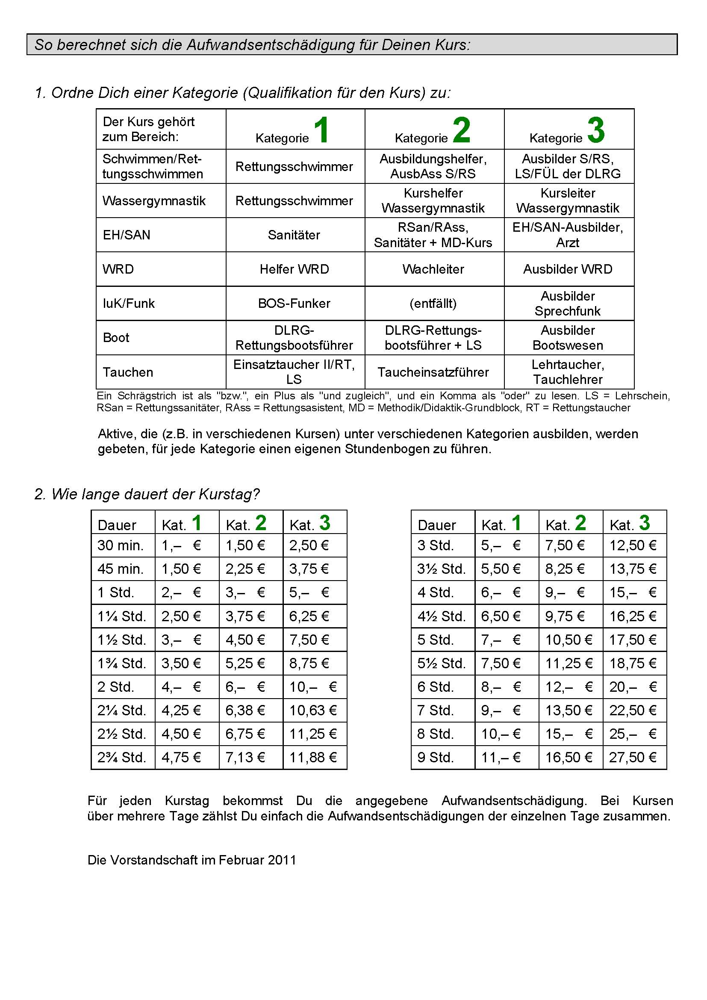 So berechnet sich die Aufwandsentschädigung für Deinen Kurs:
1. Ordne Dich einer Kategorie (Qualifikation für den Kurs) zu:
Der Kurs gehört
zum Bereich:
Kategorie 1
Kategorie 2
Kategorie 3
Schwimmen/Ret-
tungsschwimmen
Rettungsschwimmer
Ausbildungshelfer,
AusbAss S/RS
Ausbilder S/RS,
LS/FÜL der DLRG
Wassergymnastik
Rettungsschwimmer
Kurshelfer
Wassergymnastik
Kursleiter
Wassergymnastik
EH/SAN
Sanitäter
RSan/RAss,
Sanitäter + MD-Kurs
EH/SAN-Ausbilder,
Arzt
WRD
Helfer WRD
Wachleiter
Ausbilder WRD
IuK/Funk
BOS-Funker
(entfällt)
Ausbilder
Sprechfunk
Boot
DLRG-
Rettungsbootsführer
DLRG-Rettungs-
bootsführer + LS
Ausbilder
Bootswesen
Tauchen
Einsatztaucher II/RT,
LS
Taucheinsatzführer
Lehrtaucher,
Tauchlehrer
Ein Schrägstrich ist als "bzw.", ein Plus als "und zugleich", und ein Komma als "oder" zu lesen. LS = Lehrschein,
RSan = Rettungssanitäter, RAss = Rettungsasistent, MD = Methodik/Didaktik-Grundblock, RT = Rettungstaucher
Aktive, die (z.B. in verschiedenen Kursen) unter verschiedenen Kategorien ausbilden, werden
gebeten, für jede Kategorie einen eigenen Stundenbogen zu führen.
2. Wie lange dauert der Kurstag?
Dauer Kat. 1 Kat. 2 Kat. 3
30 min. 1,– € 1,50 € 2,50 €
45 min. 1,50 € 2,25 € 3,75 €
1 Std. 2,– € 3,– € 5,– €
1¼ Std. 2,50 € 3,75 € 6,25 €
1½ Std. 3,– € 4,50 € 7,50 €
1¾ Std. 3,50 € 5,25 € 8,75 €
2 Std. 4,– € 6,– € 10,– €
2¼ Std. 4,25 € 6,38 € 10,63 €
2½ Std. 4,50 € 6,75 € 11,25 €
2¾ Std. 4,75 € 7,13 € 11,88 €
Dauer Kat. 1 Kat. 2 Kat. 3
3 Std. 5,– € 7,50 € 12,50 €
3½ Std. 5,50 € 8,25 € 13,75 €
4 Std. 6,– € 9,– € 15,– €
4½ Std. 6,50 € 9,75 € 16,25 €
5 Std. 7,– € 10,50 € 17,50 €
5½ Std. 7,50 € 11,25 € 18,75 €
6 Std. 8,– € 12,– € 20,– €
7 Std. 9,– € 13,50 € 22,50 €
8 Std. 10,– € 15,– € 25,– €
9 Std. 11,– € 16,50 € 27,50 €
Für jeden Kurstag bekommst Du die angegebene Aufwandsentschädigung. Bei Kursen
über mehrere Tage zählst Du einfach die Aufwandsentschädigungen der einzelnen Tage zusammen.
Die Vorstandschaft im Februar 2011